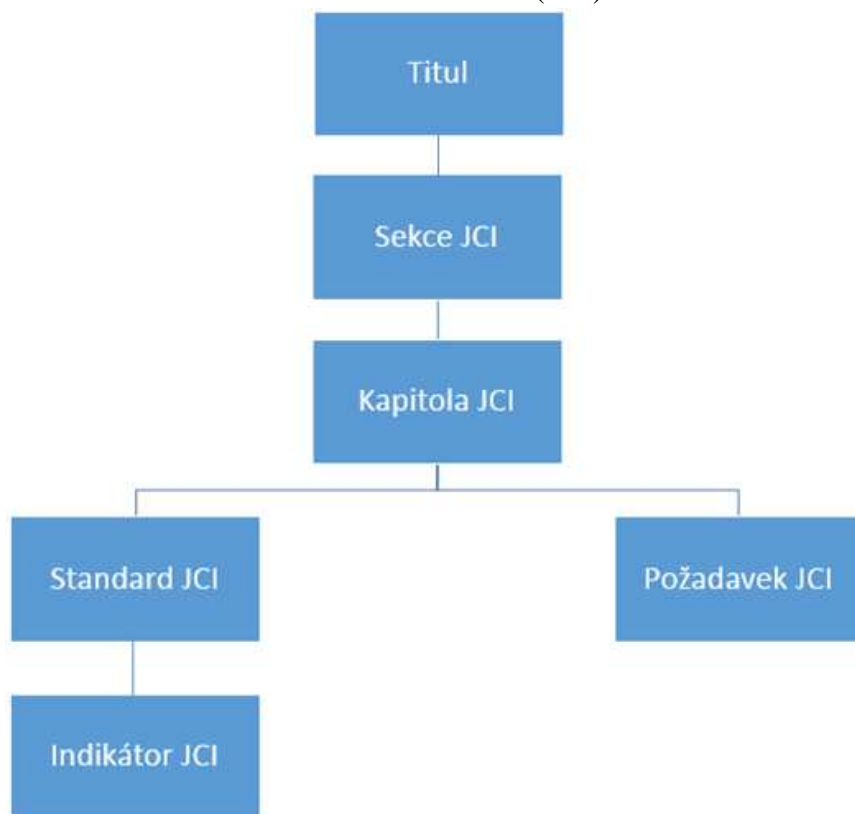 Titul
Sekce JCI
Kapitola JCI
Standard JCI
Požadavek JCI
Indikátor JCI